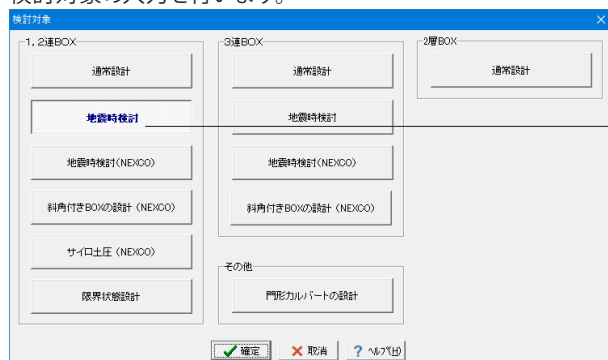 検討対象の入力を行います。
検討対象
1，2連BOX
通常設計
地震時検討
地震時検討(NEXCO)
斜角付きBOXの設計（NEXCO）
サイロ土圧（NEXCO）
限界状態設計
3連BOX
通常設計
地震時検討
地震時検討(NEXCO)
斜角付きBOXの設計（NEXCO）
その他
門形カルバートの設計
2層BOX
通常設計
確定
取消
? ヘルプ(H)